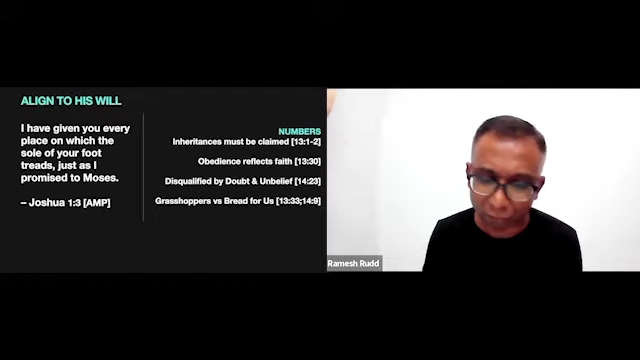 ALIGN TO HIS WILL
I have given you every
place on which the
sole of your foot
treads, just as I
promised to Moses.
– Joshua 1:3 [AMP]
NUMBERS
Inheritances must be claimed [13:1-2]
Obedience reflects faith [13:30]
Disqualified by Doubt & Unbelief [14:23]
Grasshoppers vs Bread for Us [13:33;14:9]
Ramesh Rudd